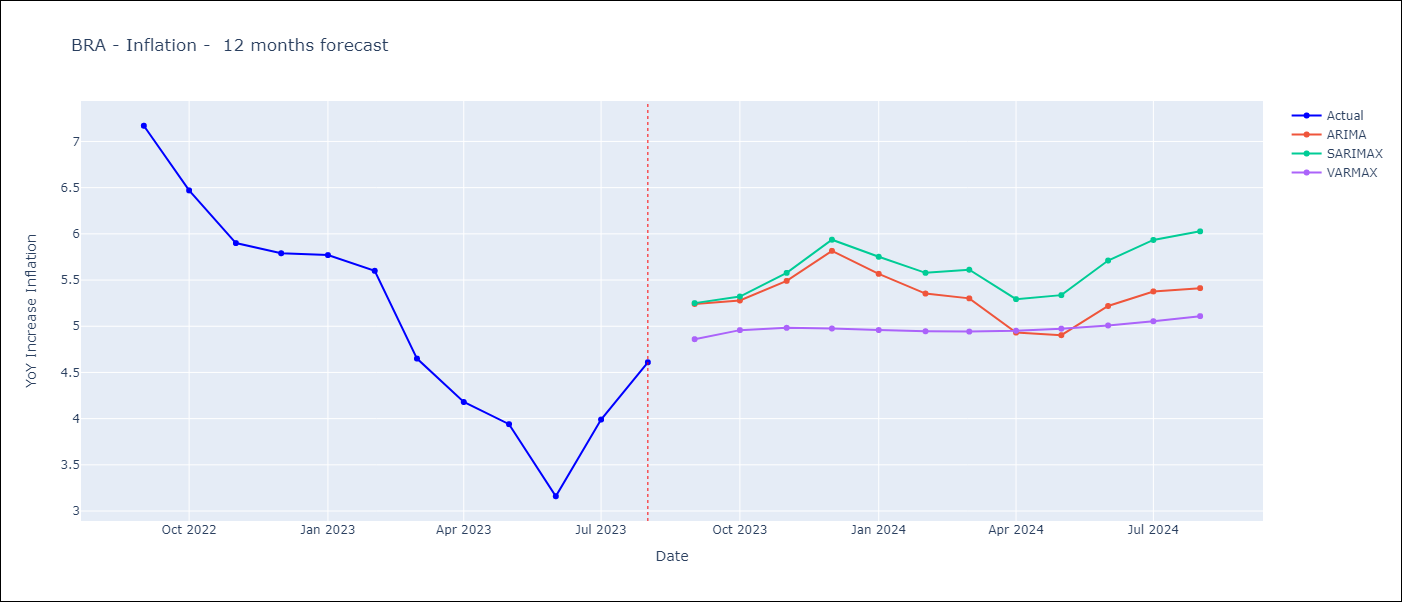 BRA - Inflation -  12 months forecast
Actual
ARIMA
SARIMAX
VARMAX
YoY Increase Inflation
7
6.5
6
5.5
5
4.5
4
3.5
3
Oct 2022
Jan 2023
Apr 2023
Jul 2023
Oct 2023
Jan 2024
Apr 2024
Jul 2024
Date